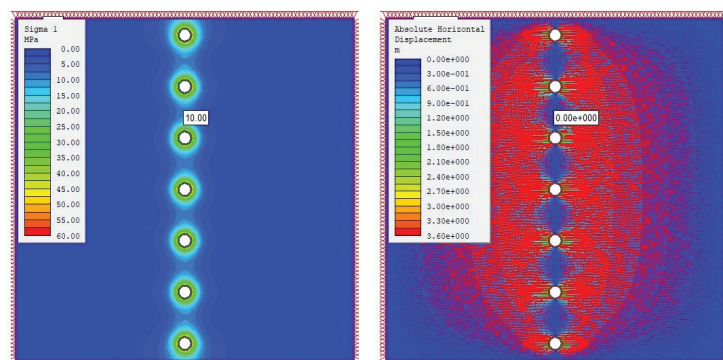 Sigma 1
MPa
0.00
5.00
10.00
15.00
20.00
25.00
30.00
35.00
40.00
45.00
50.00
55.00
60.00
10.00
Absolute Horizontal
Displacement
m
0.00e+000
3.00e-001
6.00e-001
9.00e-001
1.20e+000
1.50e+000
1.80e+000
2.10e+000
2.40e+000
2.70e+000
3.00e+000
3.30e+000
3.60e+000
0.00e+000